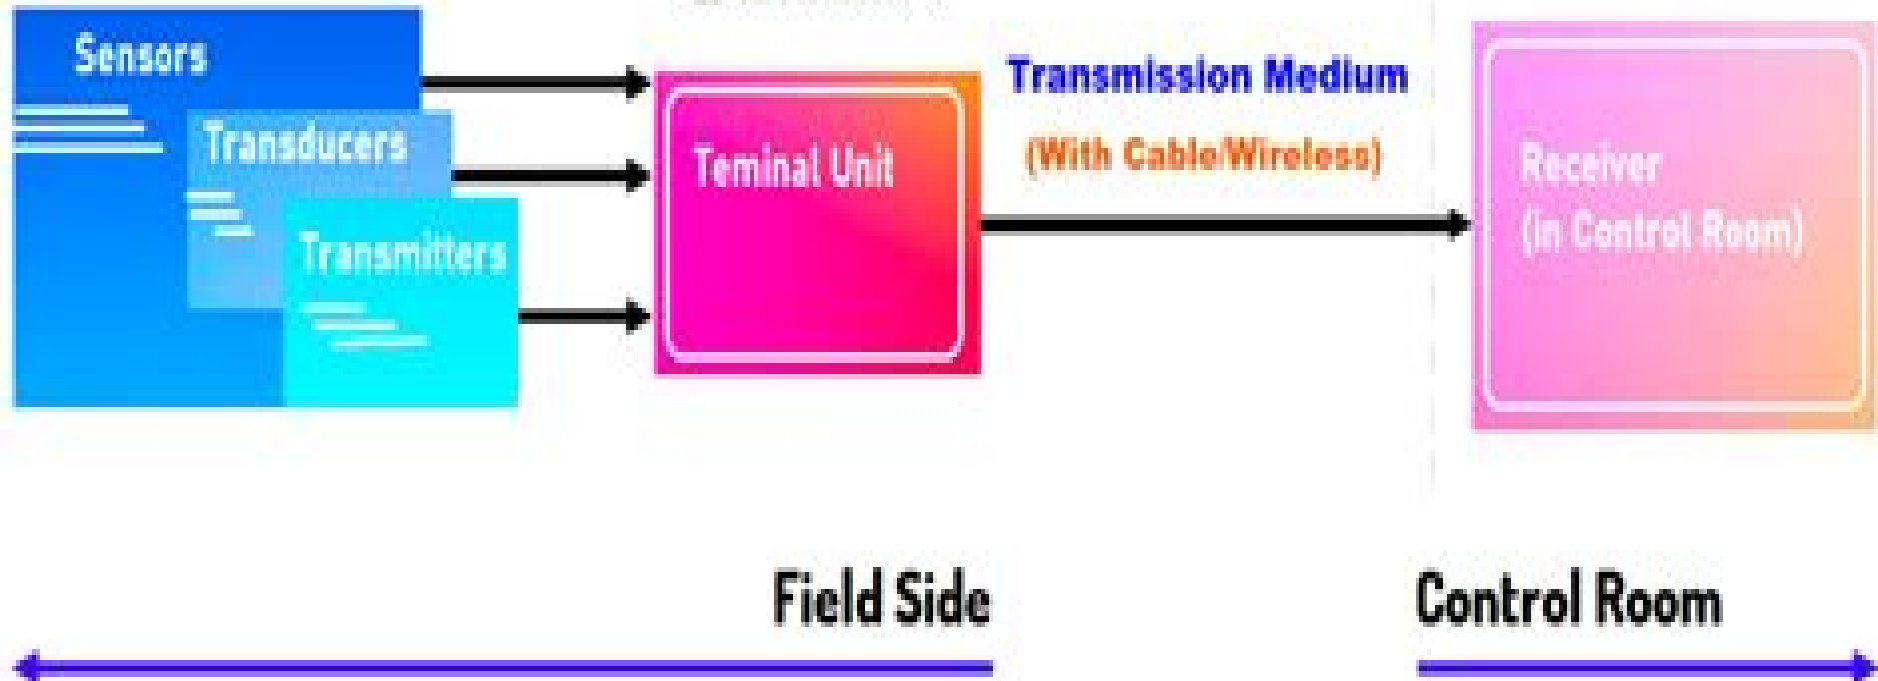 Sensors
Transducers
Transmitters
Teminal Unit
Transmission Medium
(With Cable/Wireless)
Receiver
(in Control Room)
Field Side
Control Room